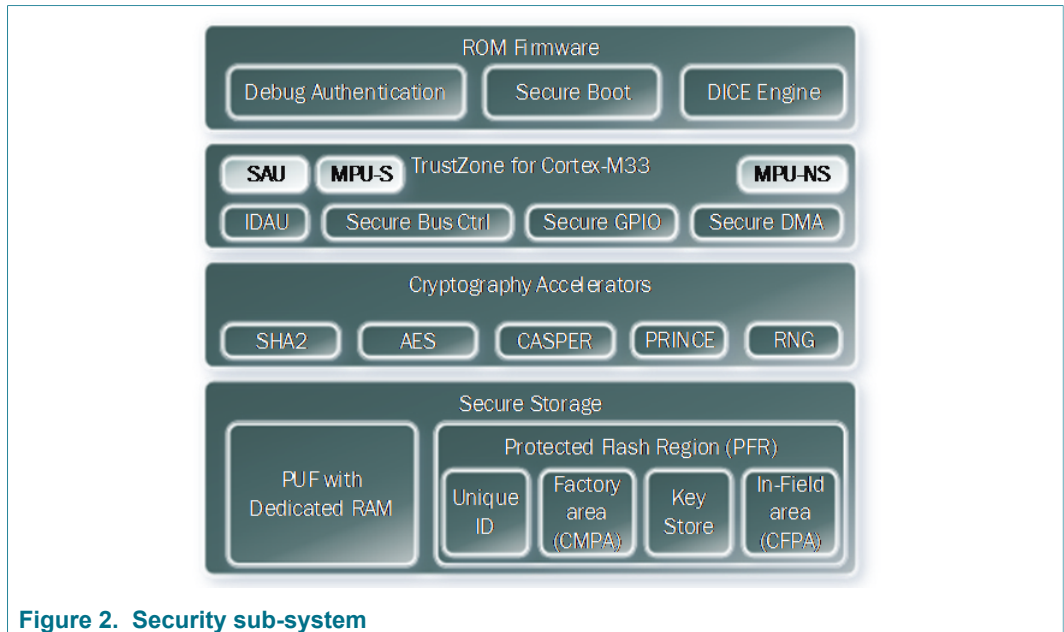 ROM Firmware
Debug Authentication
Secure Boot
DICE Engine
SAU
MPU-S
TrustZone for Cortex-M33
MPU-NS
IDAU
Secure Bus Ctrl
Secure GPIO
Secure DMA
Cryptography Accelerators
SHA2
AES
CASPER
PRINCE
RNG
Secure Storage
PUF with
Dedicated RAM
Protected Flash Region (PFR)
Unique
ID
Factory
area
(CMPA)
Key
Store
In-Field
area
(CFPA)
Figure 2. Security sub-system